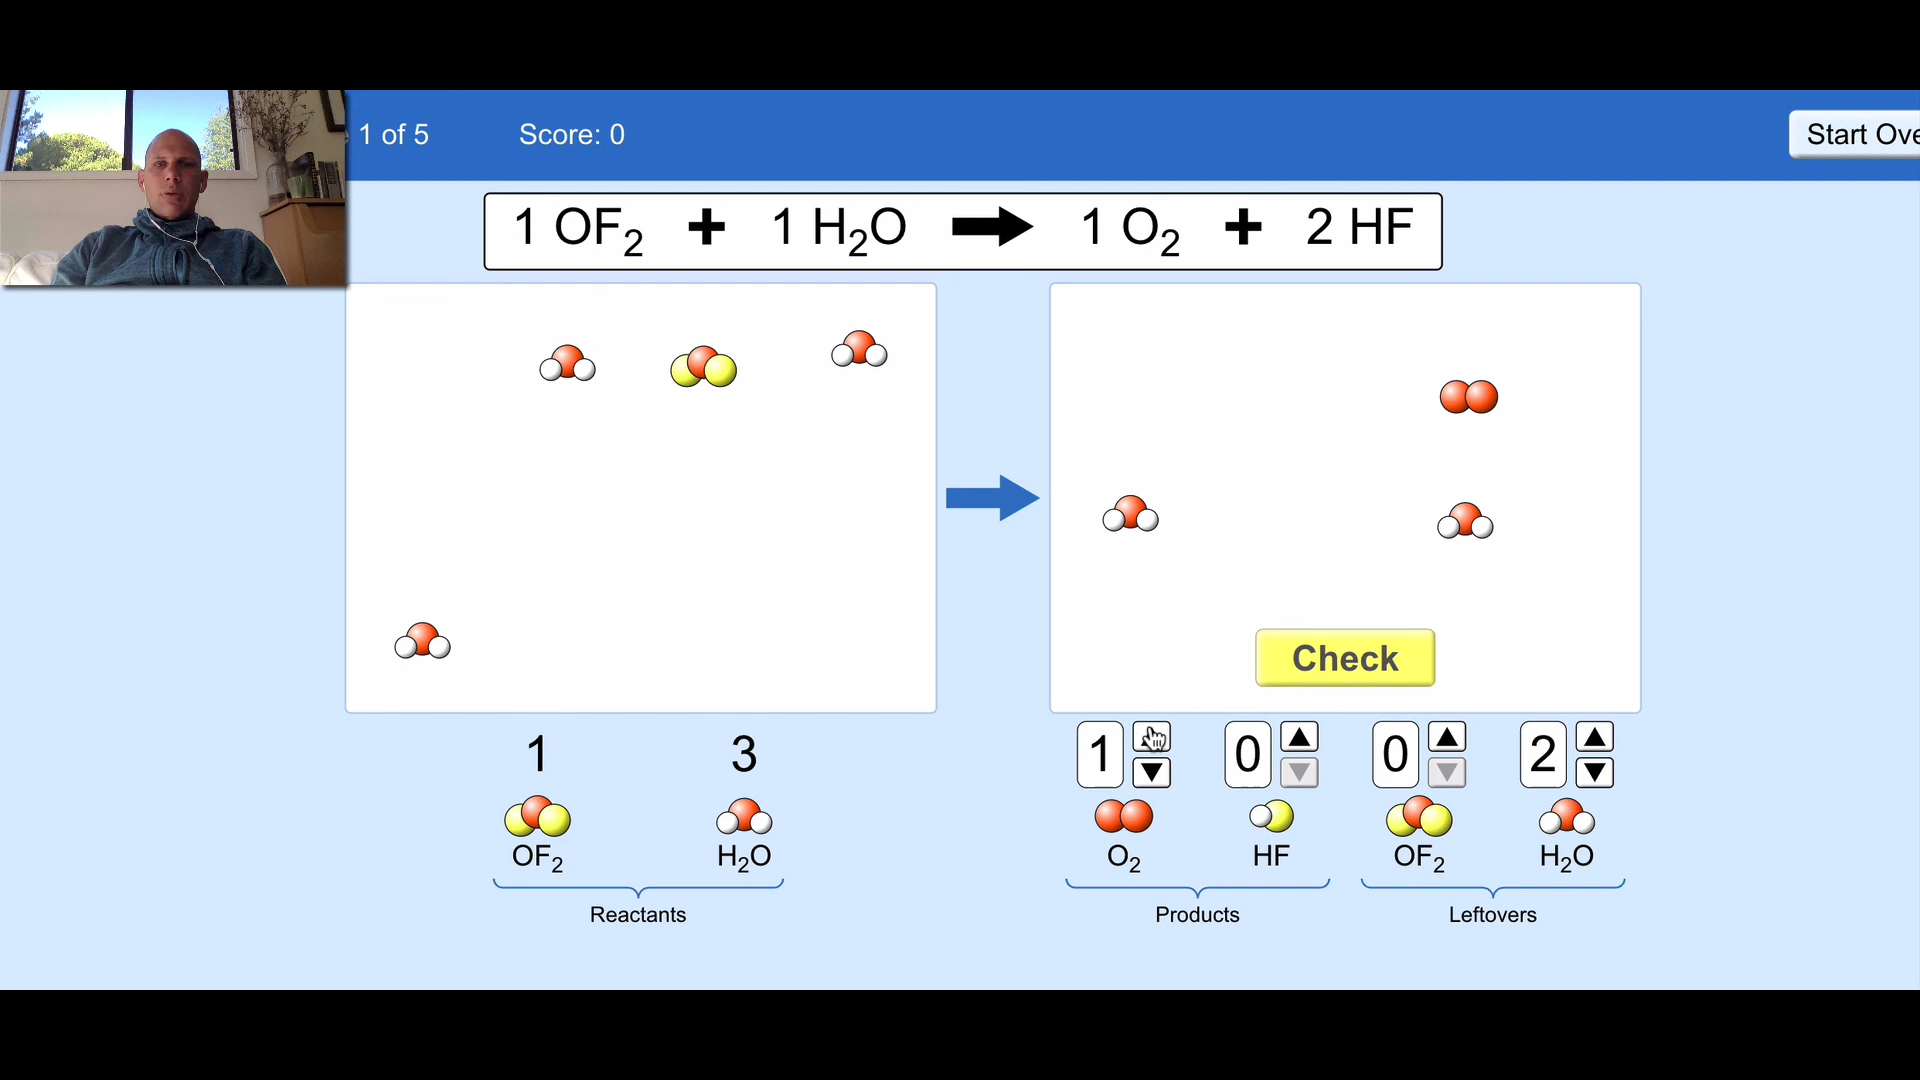 1 of 5 Score: 0 Start Ove
1 OF₂ + 1 H₂O → 1 O₂ + 2 HF
Check
1 3 1 0 0 2
OF₂ H₂O O₂ HF OF₂ H₂O
Reactants Products Leftovers